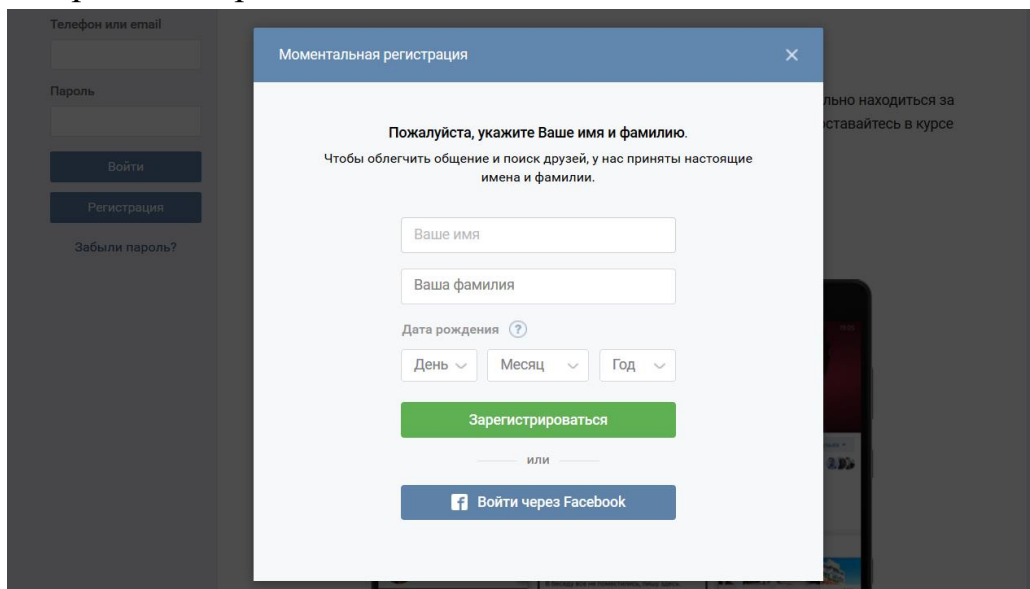 Телефон или email
Пароль
Войти
Регистрация
Забыли пароль?
Моментальная регистрация
Пожалуйста, укажите Ваше имя и фамилию.
Чтобы облегчить общение и поиск друзей, у нас приняты настоящие
имена и фамилии.
Ваше имя
Ваша фамилия
Дата рождения ?
День Месяц Год
Зарегистрироваться
или
Войти через Facebook
находиться за
оставайтесь в курсе